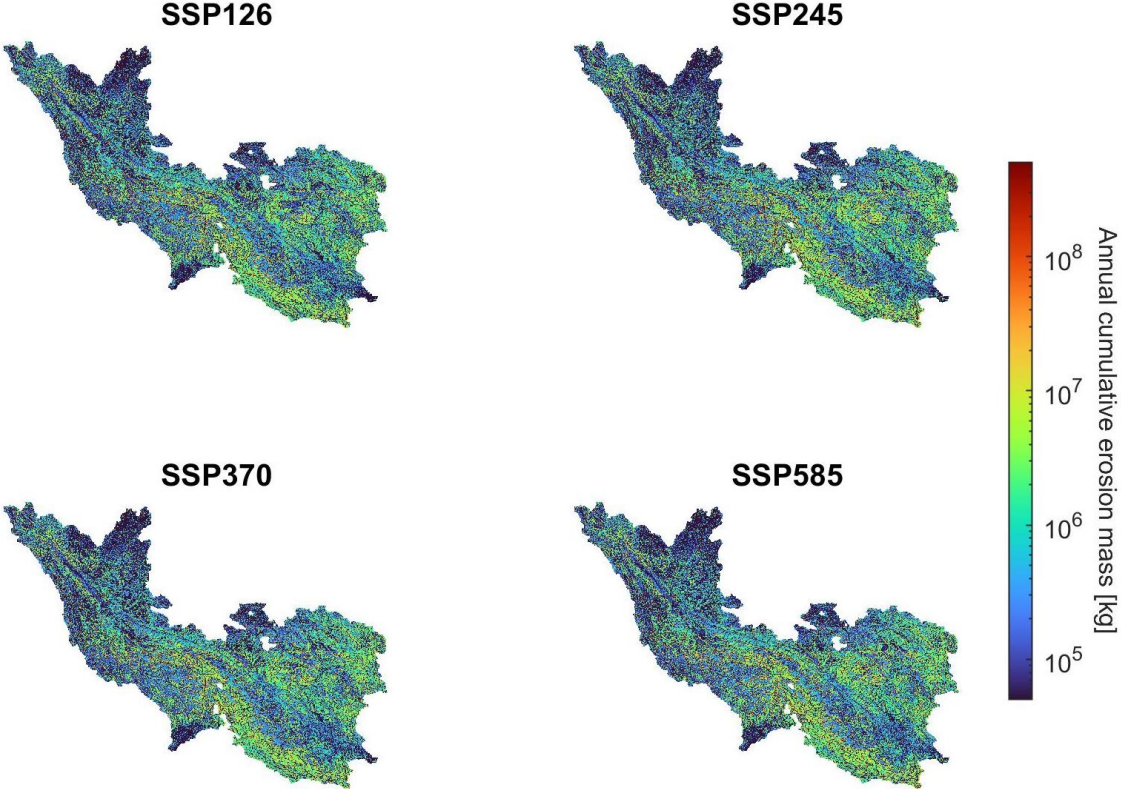 SSP126
SSP245
SSP370
SSP585
10⁸
10⁷
10⁶
10⁵
Annual cumulative erosion mass [kg]